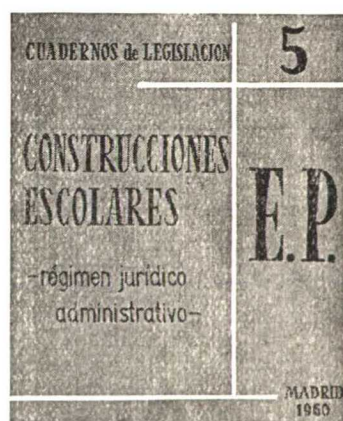 CUADERNOS de LEGISLACION
5
CONSTRUCCIONES
ESCOLARES
E.P.
-régimen jurídico
administrativo-
MADRID
1960